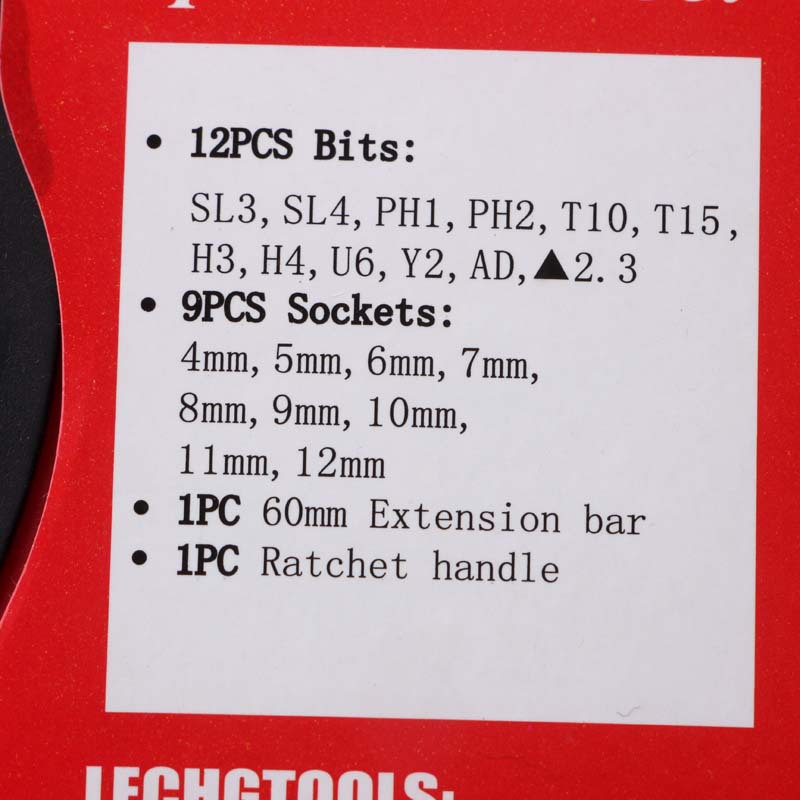 • 12PCS Bits:
SL3, SL4, PH1, PH2, T10, T15,
H3, H4, U6, Y2, AD, ▲2.3
• 9PCS Sockets:
4mm, 5mm, 6mm, 7mm,
8mm, 9mm, 10mm,
11mm, 12mm
• 1PC 60mm Extension bar
• 1PC Ratchet handle
LECHGTOOLS: